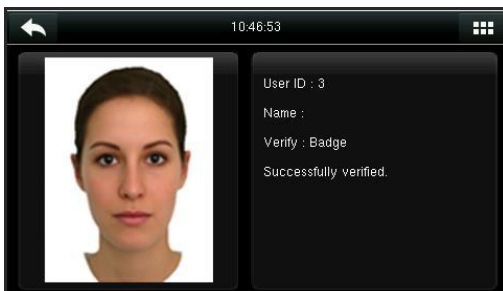 10:46:53
User ID : 3
Name :
Verify : Badge
Successfully verified.